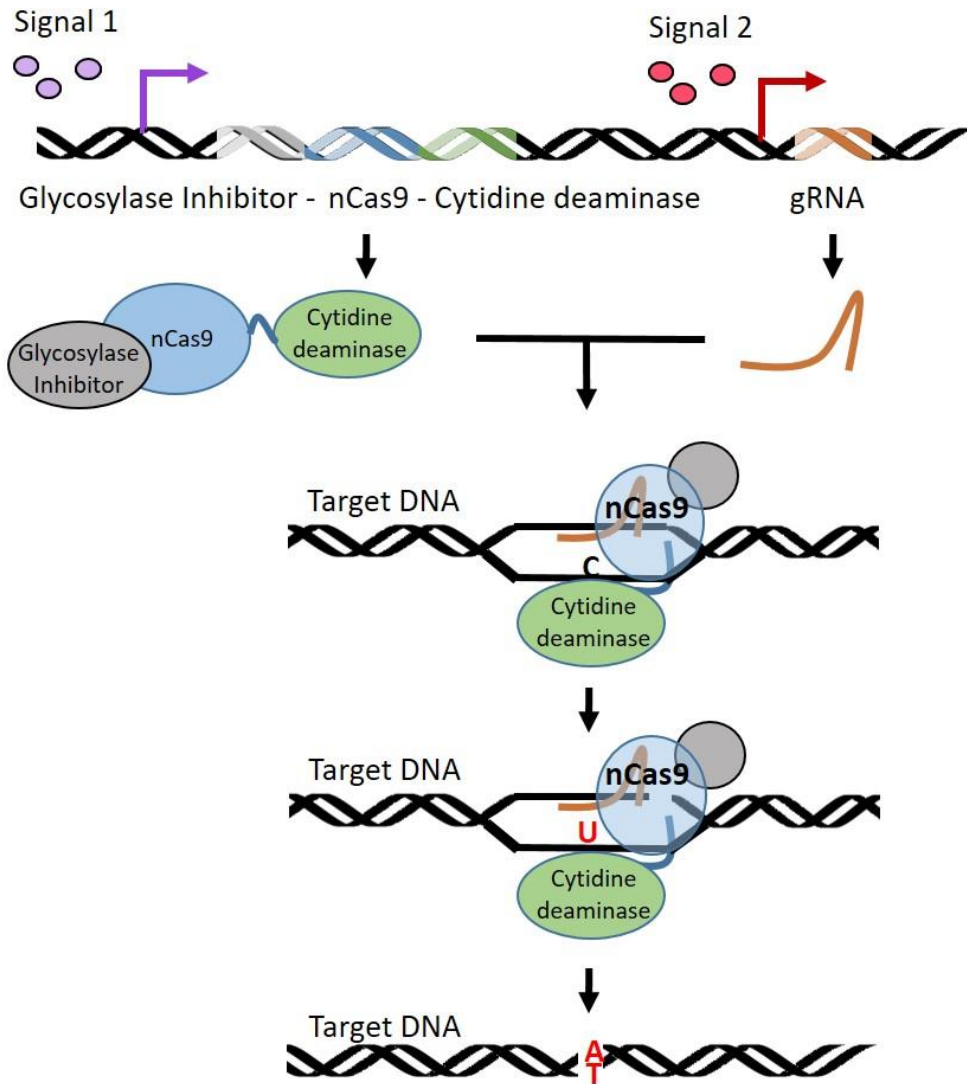 Signal 1
Signal 2
Glycosylase Inhibitor - nCas9 - Cytidine deaminase
gRNA
Glycosylase
Inhibitor
nCas9
Cytidine
deaminase
Target DNA
nCas9
C
Cytidine
deaminase
Target DNA
nCas9
U
Cytidine
deaminase
Target DNA
A
T